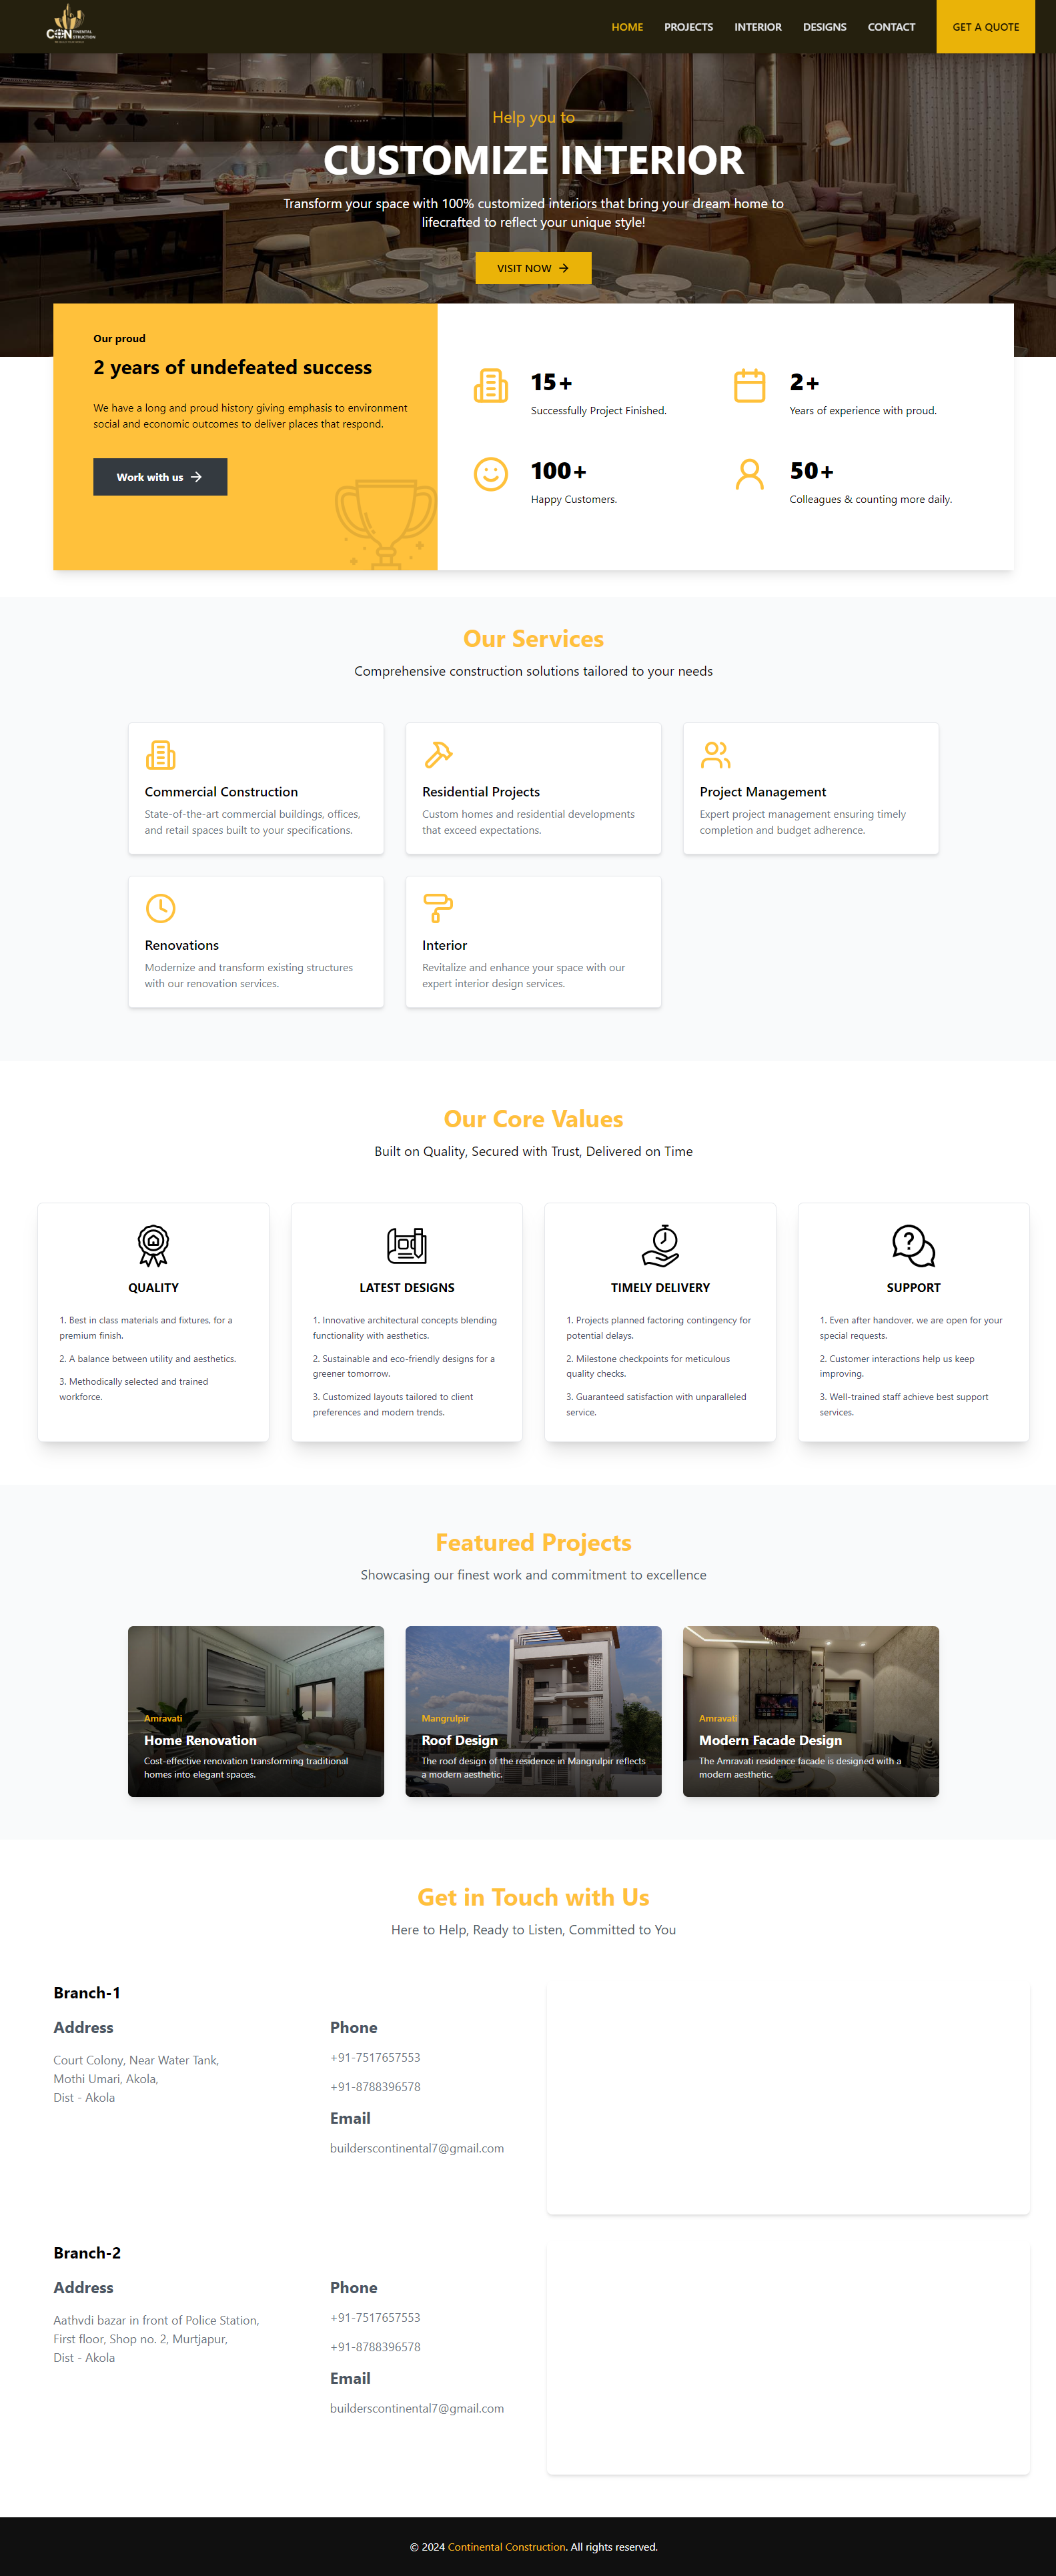 CONTINENTAL
CONSTRUCTION
HOME
PROJECTS
INTERIOR
DESIGNS
CONTACT
GET A QUOTE
Help you to
CUSTOMIZE INTERIOR
Transform your space with 100% customized interiors that bring your dream home to
lifecrafted to reflect your unique style!
VISIT NOW
Our proud
2 years of undefeated success
We have a long and proud history giving emphasis to environment
social and economic outcomes to deliver places that respond.
Work with us
15+
Successfully Project Finished.
2+
Years of experience with proud.
100+
Happy Customers.
50+
Colleagues & counting more daily.
Our Services
Comprehensive construction solutions tailored to your needs
Commercial Construction
State-of-the-art commercial buildings, offices,
and retail spaces built to your specifications.
Residential Projects
Custom homes and residential developments
that exceed expectations.
Project Management
Expert project management ensuring timely
completion and budget adherence.
Renovations
Modernize and transform existing structures
with our renovation services.
Interior
Revitalize and enhance your space with our
expert interior design services.
Our Core Values
Built on Quality, Secured with Trust, Delivered on Time
QUALITY
1. Best in class materials and fixtures, for a
premium finish.
2. A balance between utility and aesthetics.
3. Methodically selected and trained
workforce.
LATEST DESIGNS
1. Innovative architectural concepts blending
functionality with aesthetics.
2. Sustainable and eco-friendly designs for a
greener tomorrow.
3. Customized layouts tailored to client
preferences and modern trends.
TIMELY DELIVERY
1. Projects planned factoring contingency for
potential delays.
2. Milestone checkpoints for meticulous
quality checks.
3. Guaranteed satisfaction with unparalleled
service.
SUPPORT
1. Even after handover, we are open for your
special requests.
2. Customer interactions help us keep
improving.
3. Well-trained staff achieve best support
services.
Featured Projects
Showcasing our finest work and commitment to excellence
Amravati
Home Renovation
Cost-effective renovation transforming traditional
homes into elegant spaces.
Mangrulpir
Roof Design
The roof design of the residence in Mangrulpir reflects
a modern aesthetic.
Amravati
Modern Facade Design
The Amravati residence facade is designed with a
modern aesthetic.
Get in Touch with Us
Here to Help, Ready to Listen, Committed to You
Branch-1
Address
Court Colony, Near Water Tank,
Mothi Umari, Akola,
Dist - Akola
Phone
+91-7517657553
+91-8788396578
Email
builderscontinental7@gmail.com
Branch-2
Address
Aathvdi bazar in front of Police Station,
First floor, Shop no. 2, Murtjapur,
Dist - Akola
Phone
+91-7517657553
+91-8788396578
Email
builderscontinental7@gmail.com
© 2024 Continental Construction. All rights reserved.